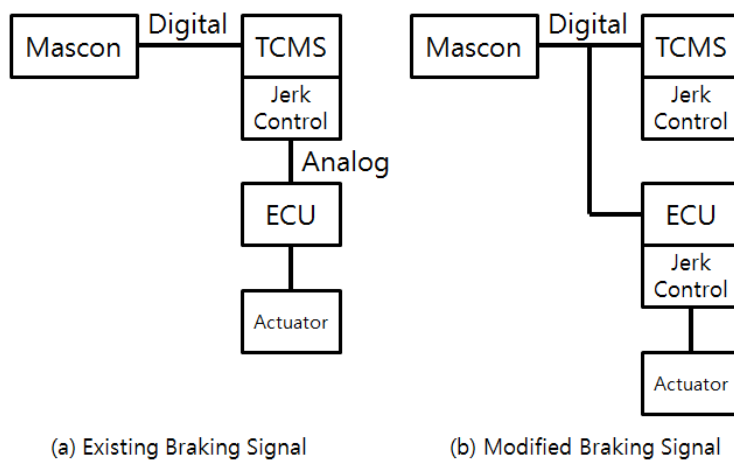 Mascon
Digital
TCMS
Jerk
Control
Analog
ECU
Actuator
(a) Existing Braking Signal
Mascon
Digital
TCMS
Jerk
Control
ECU
Jerk
Control
Actuator
(b) Modified Braking Signal